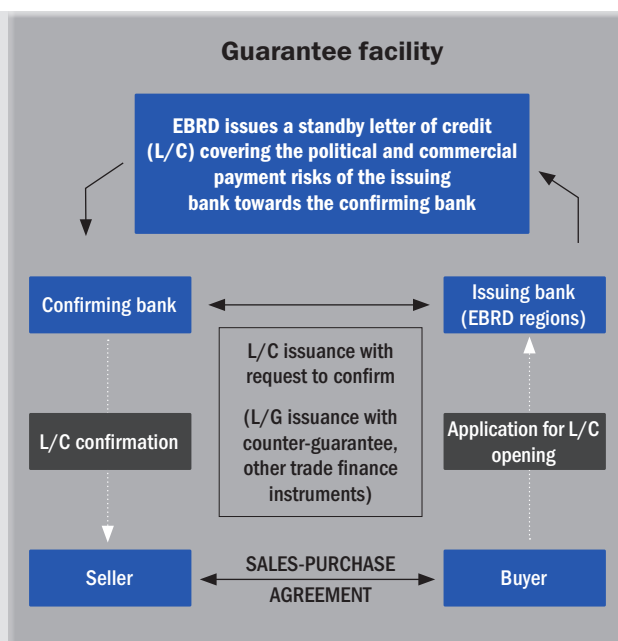 Guarantee facility
EBRD issues a standby letter of credit
(L/C) covering the political and commercial
payment risks of the issuing
bank towards the confirming bank
Confirming bank
Issuing bank
(EBRD regions)
L/C issuance with
request to confirm
(L/G issuance with
counter-guarantee,
other trade finance
instruments)
L/C confirmation
Application for L/C
opening
Seller
SALES-PURCHASE
AGREEMENT
Buyer